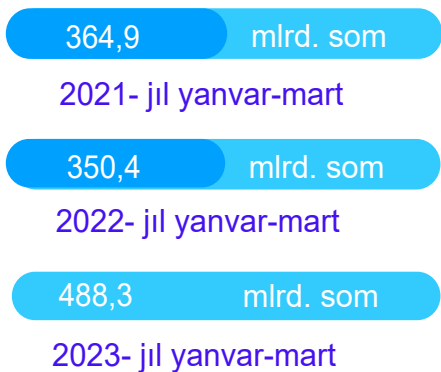 364,9 mlrd. som
2021- jıl yanvar-mart
350,4 mlrd. som
2022- jıl yanvar-mart
488,3 mlrd. som
2023- jıl yanvar-mart